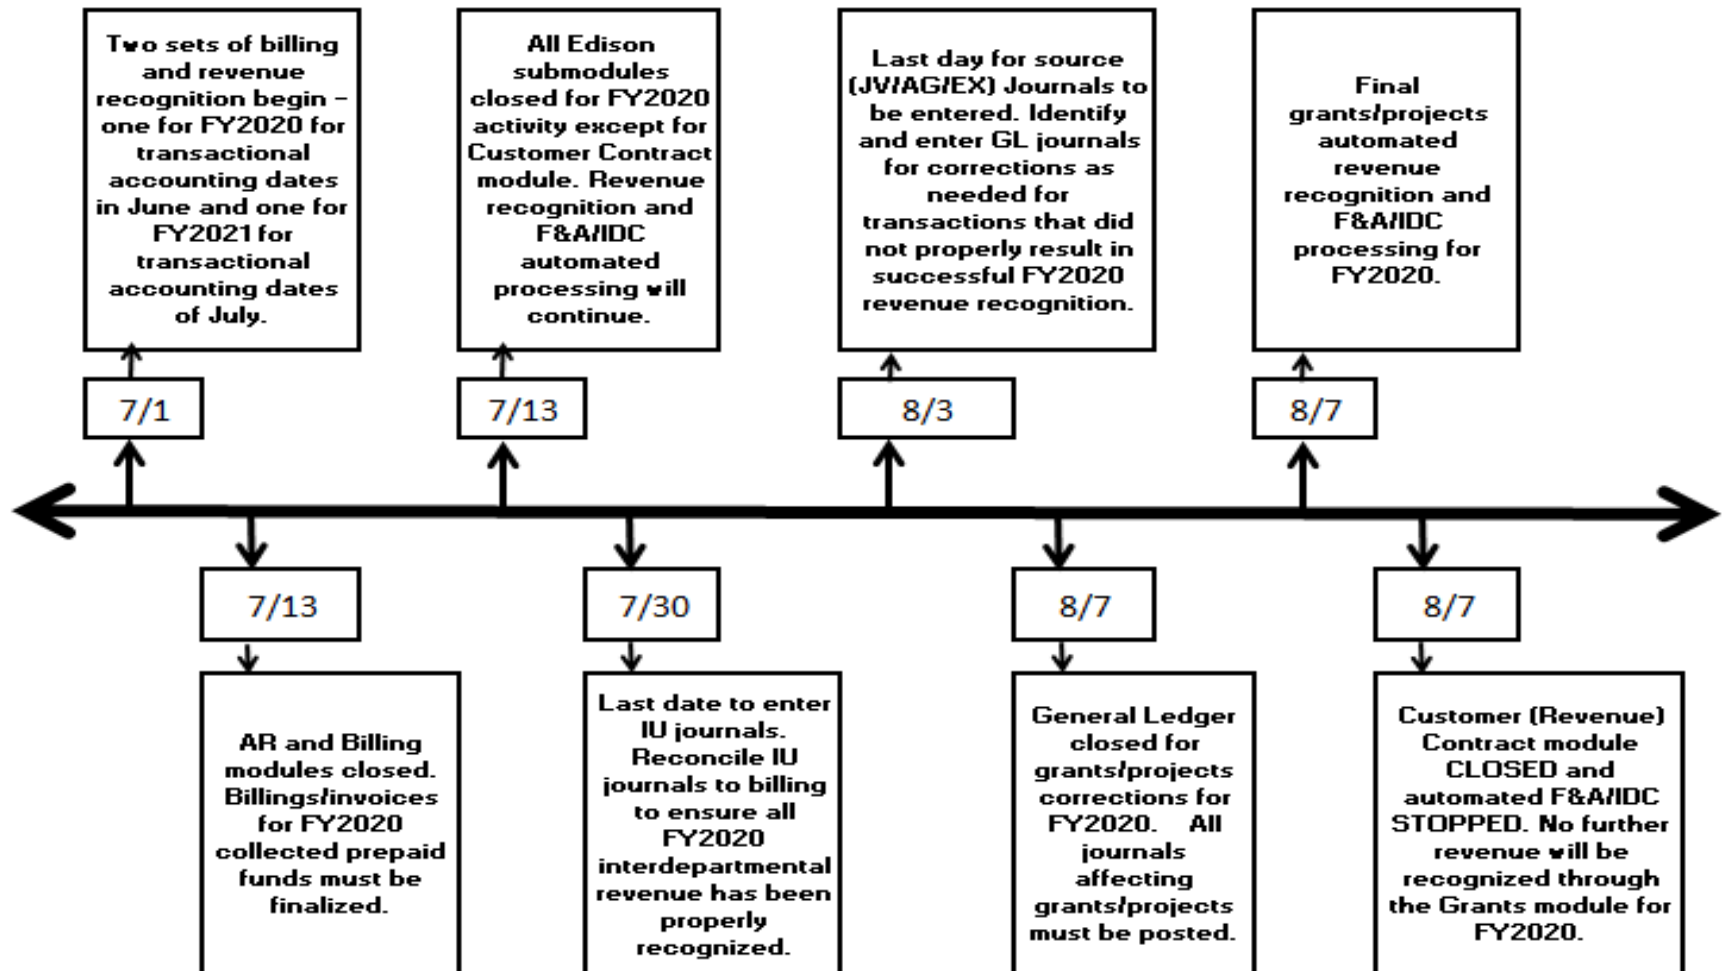 Two sets of billing
and revenue
recognition begin –
one for FY2020 for
transactional
accounting dates
in June and one for
FY2021 for
transactional
accounting dates
of July.
All Edison
submodules
closed for FY2020
activity except for
Customer Contract
module. Revenue
recognition and
F&A/IDC
automated
processing will
continue.
Last day for source
(JV/AG/EX) Journals to
be entered. Identify
and enter GL journals
for corrections as
needed for
transactions that did
not properly result in
successful FY2020
revenue recognition.
Final
grants/projects
automated
revenue
recognition and
F&A/IDC
processing for
FY2020.
7/1
7/13
8/3
8/7
7/13
7/30
8/7
8/7
AR and Billing
modules closed.
Billings/invoices
for FY2020
collected prepaid
funds must be
finalized.
Last date to enter
IU journals.
Reconcile IU
journals to billing
to ensure all
FY2020
interdepartmental
revenue has been
properly
recognized.
General Ledger
closed for
grants/projects
corrections for
FY2020. All
journals
affecting
grants/projects
must be posted.
Customer (Revenue)
Contract module
CLOSED and
automated F&A/IDC
STOPPED. No further
revenue will be
recognized through
the Grants module for
FY2020.